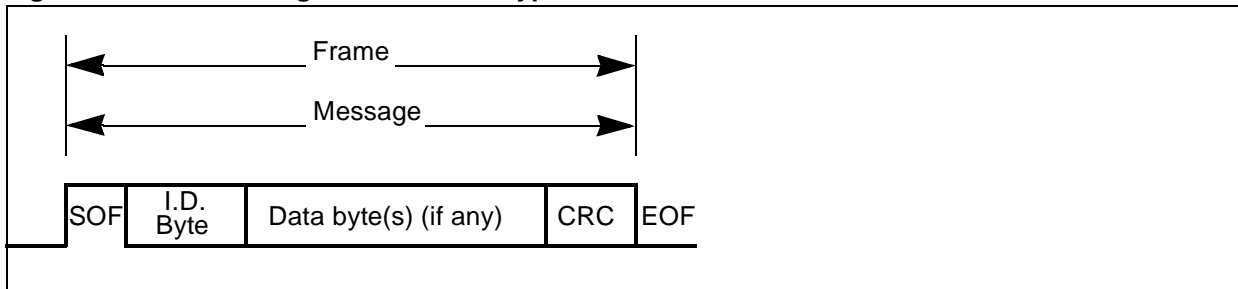 Frame
Message
SOF
I.D.
Byte
Data byte(s) (if any)
CRC
EOF